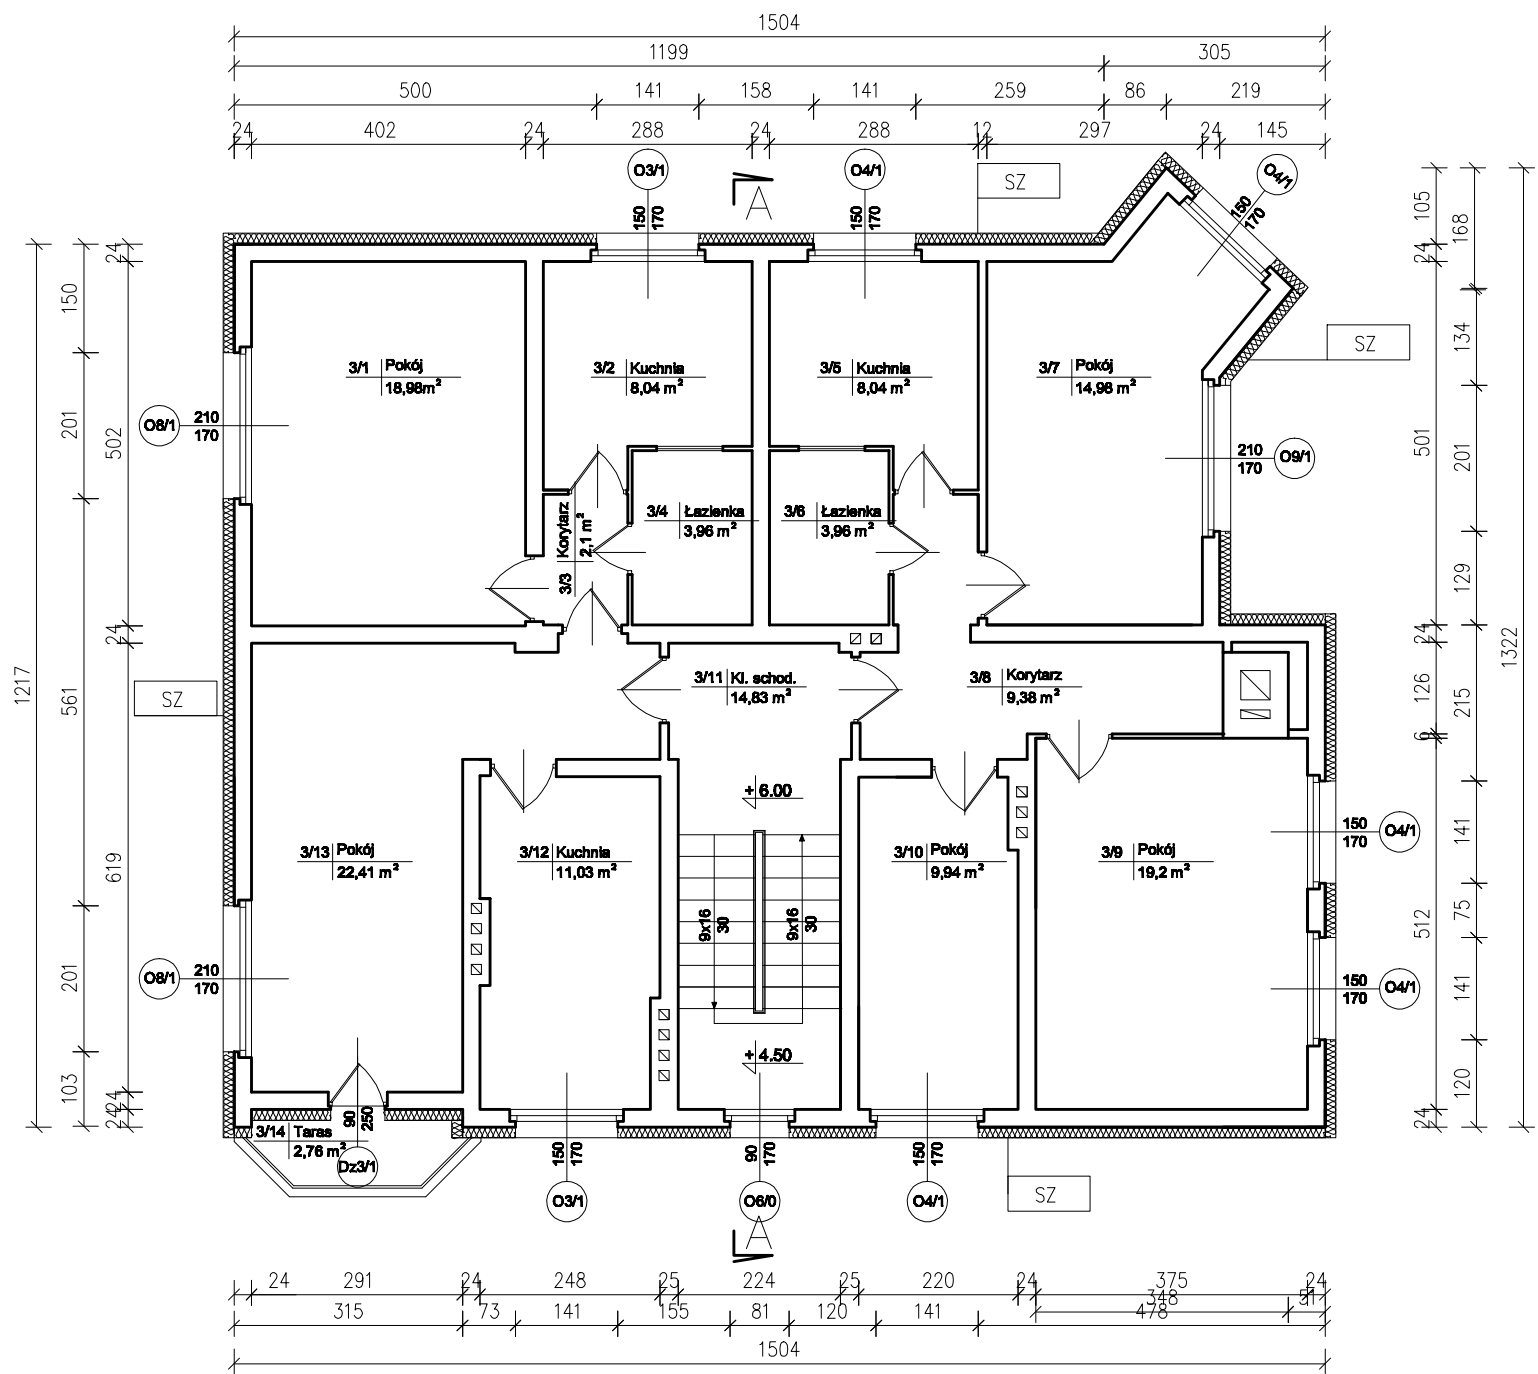 1504
1199 305
500 141 158 141 259 86 219
24 402 24 288 24 288 12 297 24 145
O3/1
O4/1
SZ
O4/1
A
150 170
150 170
150 170
24
150
201
502
24
561
1217
619
201
103
24
24
105
24
168
134
501
201
129
24
126
215
6
141
75
512
141
120
24
1322
SZ
3/1 Pokój
18,98m²
3/2 Kuchnia
8,04 m²
3/5 Kuchnia
8,04 m²
3/7 Pokój
14,98 m²
O8/1
210
170
210
170
O9/1
3/3 Korytarz
2,1 m²
3/4 Łazienka
3,96 m²
3/6 Łazienka
3,96 m²
SZ
3/11 Kl. schod.
14,83 m²
3/8 Korytarz
9,38 m²
+ 6.00
150
170
O4/1
3/13 Pokój
22,41 m²
3/12 Kuchnia
11,03 m²
3/10 Pokój
9,94 m²
3/9 Pokój
19,2 m²
9x16
30
9x16
30
O8/1
210
170
150
170
O4/1
+ 4.50
90
250
3/14 Taras
2,76 m²
Dz3/1
150 170
90 170
150 170
O3/1
O6/0
O4/1
SZ
A
24 291 24 248 25 224 25 220 24 375 24
348 5
315 73 141 155 81 120 141 478
1504